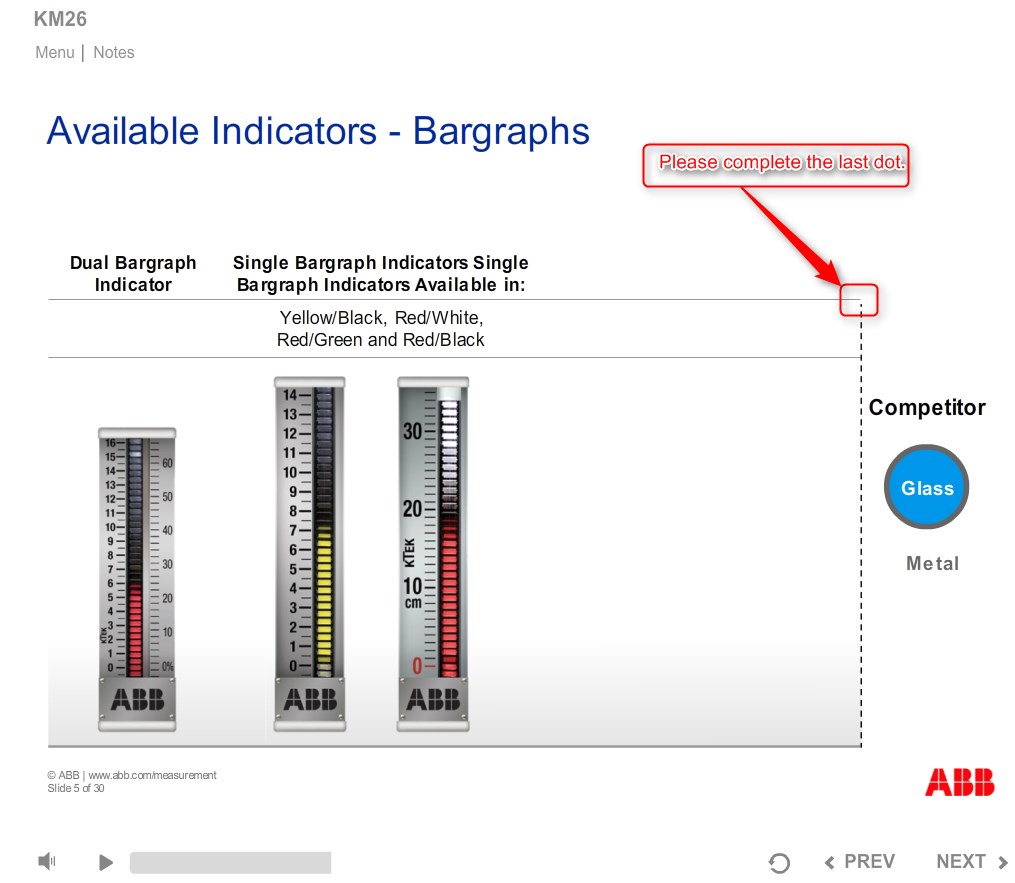 KM26
Menu | Notes
Available Indicators - Bargraphs
Please complete the last dot.
Dual Bargraph
Indicator
Single Bargraph Indicators Single
Bargraph Indicators Available in:
Yellow/Black, Red/White,
Red/Green and Red/Black
16
15
14
13
12
11
10
9
8
7
6
5
4
3
2
1
0
60
50
40
30
20
10
0%
KTEK
ABB
14
13
12
11
10
9
8
7
6
5
4
3
2
1
0
ABB
30
20
10
cm
0
KTEK
ABB
Competitor
Glass
Metal
© ABB | www.abb.com/measurement
Slide 5 of 30
ABB
PREV
NEXT